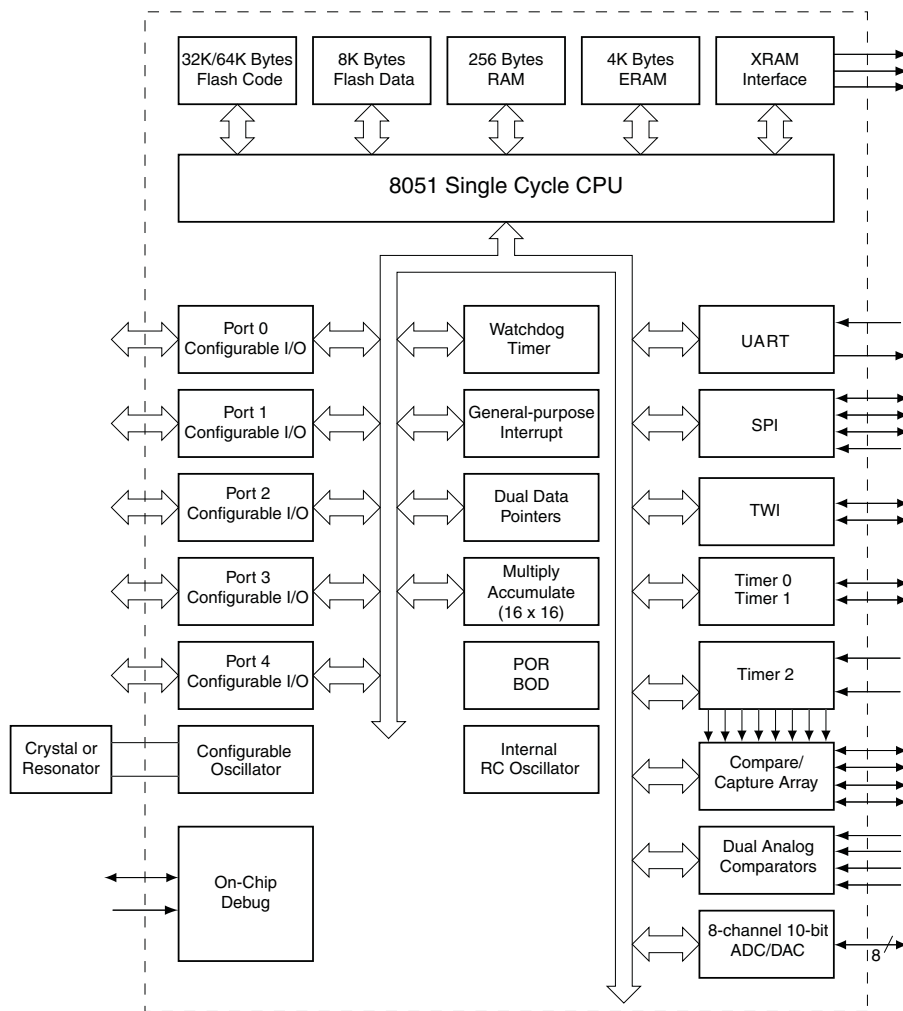 32K/64K Bytes
Flash Code
8K Bytes
Flash Data
256 Bytes
RAM
4K Bytes
ERAM
XRAM
Interface
8051 Single Cycle CPU
Port 0
Configurable I/O
Watchdog
Timer
UART
Port 1
Configurable I/O
General-purpose
Interrupt
SPI
Port 2
Configurable I/O
Dual Data
Pointers
TWI
Port 3
Configurable I/O
Multiply
Accumulate
(16 x 16)
Timer 0
Timer 1
Port 4
Configurable I/O
POR
BOD
Timer 2
Crystal or
Resonator
Configurable
Oscillator
Internal
RC Oscillator
Compare/
Capture Array
On-Chip
Debug
Dual Analog
Comparators
8-channel 10-bit
ADC/DAC
8